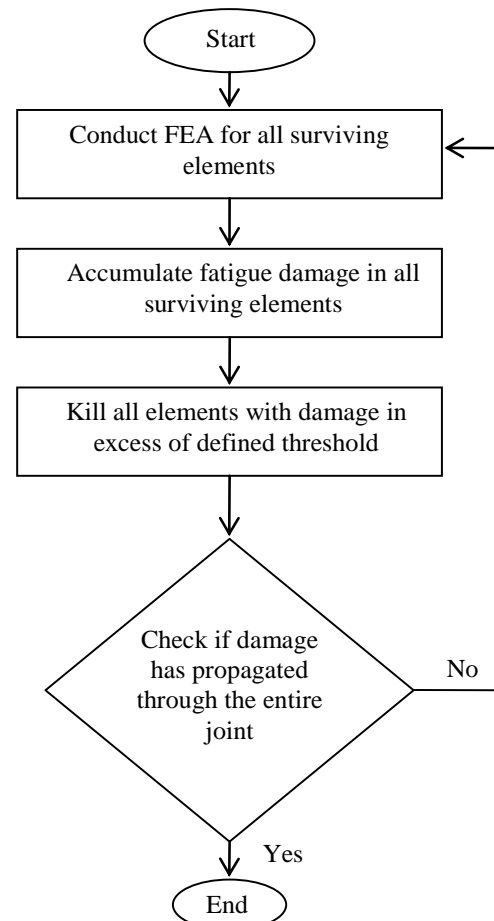 Start
Conduct FEA for all surviving
elements
Accumulate fatigue damage in all
surviving elements
Kill all elements with damage in
excess of defined threshold
Check if damage
has propagated
through the entire
joint
No
Yes
End